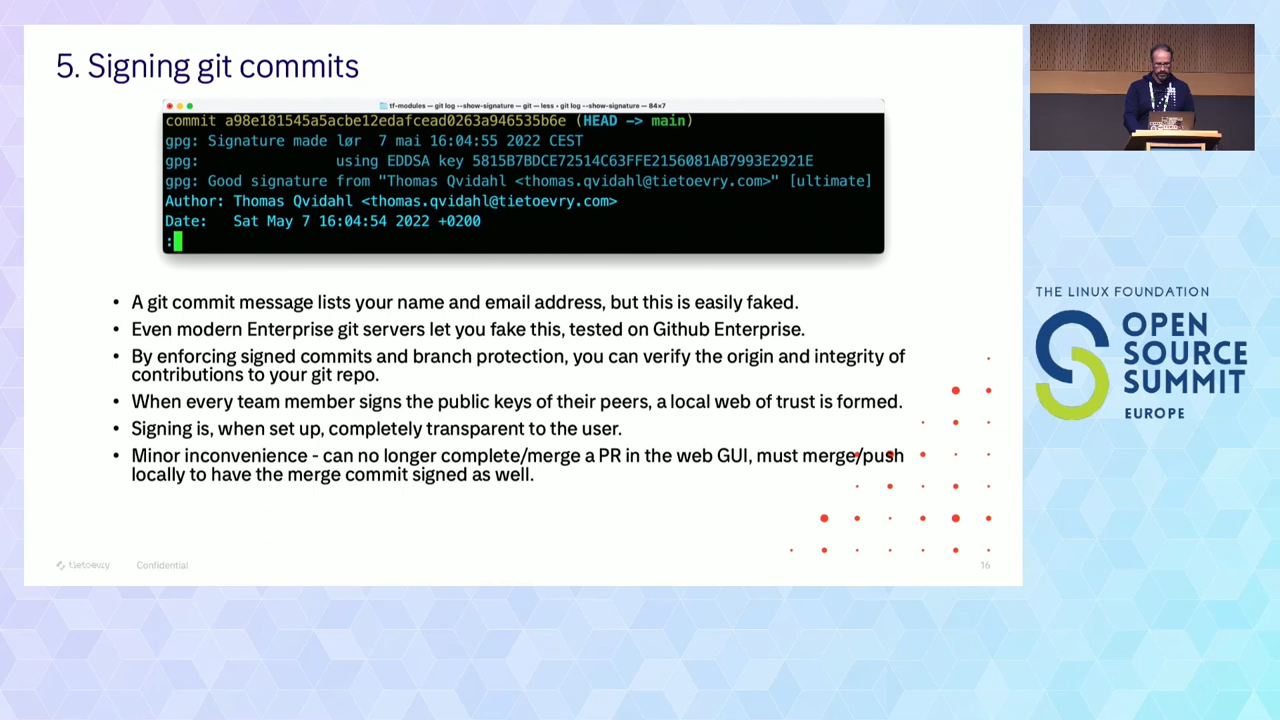 5. Signing git commits
tf-modules — git log --show-signature — git — less ◂ git log --show-signature — 84×7
commit a98e181545a5acbe12edafcead0263a946535b6e (HEAD -> main)
gpg: Signature made lør  7 mai 16:04:55 2022 CEST
gpg:                using EDDSA key 5815B7BDCE72514C63FFE2156081AB7993E2921E
gpg: Good signature from "Thomas Qvidahl <thomas.qvidahl@tietoevry.com>" [ultimate]
Author: Thomas Qvidahl <thomas.qvidahl@tietoevry.com>
Date:   Sat May 7 16:04:54 2022 +0200
:
• A git commit message lists your name and email address, but this is easily faked.
• Even modern Enterprise git servers let you fake this, tested on Github Enterprise.
• By enforcing signed commits and branch protection, you can verify the origin and integrity of
contributions to your git repo.
• When every team member signs the public keys of their peers, a local web of trust is formed.
• Signing is, when set up, completely transparent to the user.
• Minor inconvenience - can no longer complete/merge a PR in the web GUI, must merge/push
locally to have the merge commit signed as well.
tietoevry
Confidential
16
THE LINUX FOUNDATION
OPEN
SOURCE
SUMMIT
EUROPE